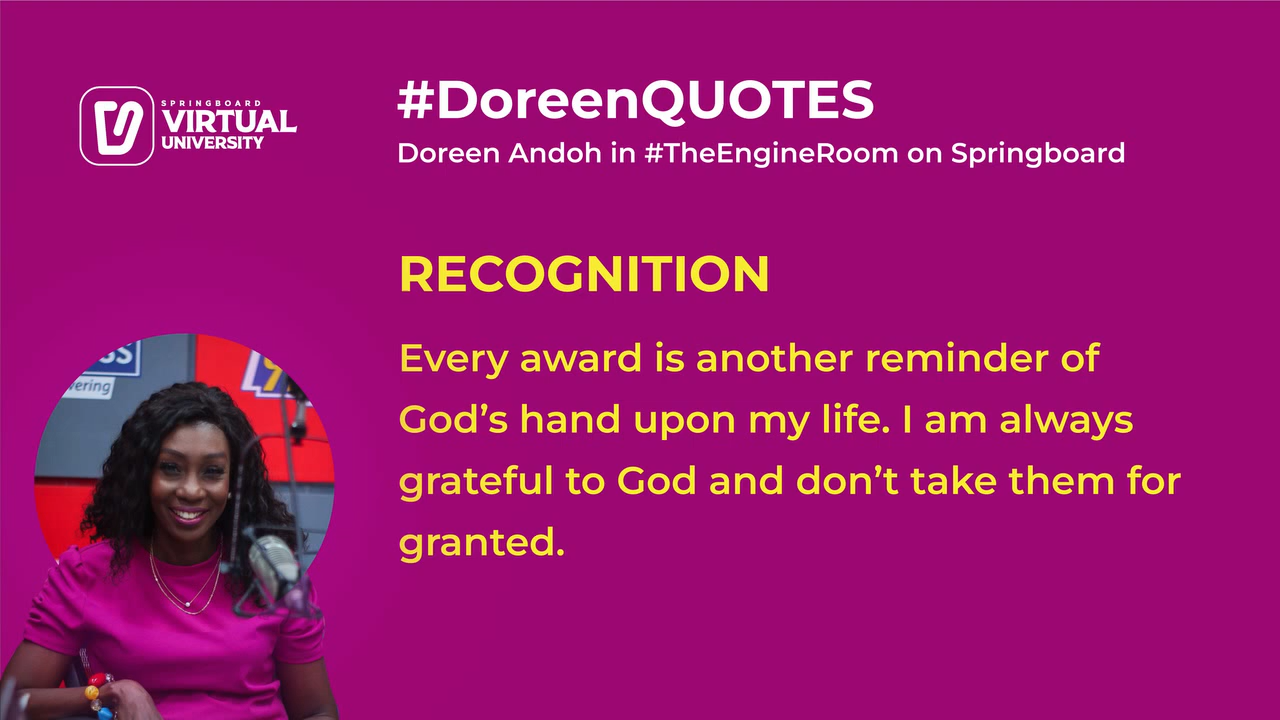 SPRINGBOARD
VIRTUAL
UNIVERSITY
#DoreenQUOTES
Doreen Andoh in #TheEngineRoom on Springboard
RECOGNITION
Every award is another reminder of
God’s hand upon my life. I am always
grateful to God and don’t take them for
granted.